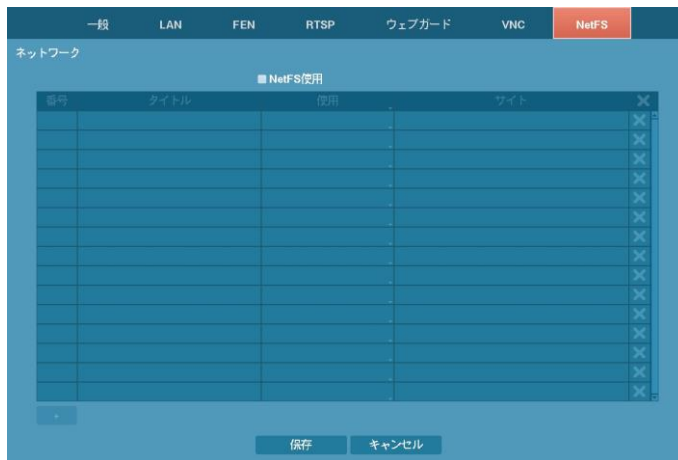 一般 LAN FEN RTSP ウェブガード VNC NetFS
ネットワーク
NetFS使用
番号 タイトル 使用 サイト
+
保存 キャンセル